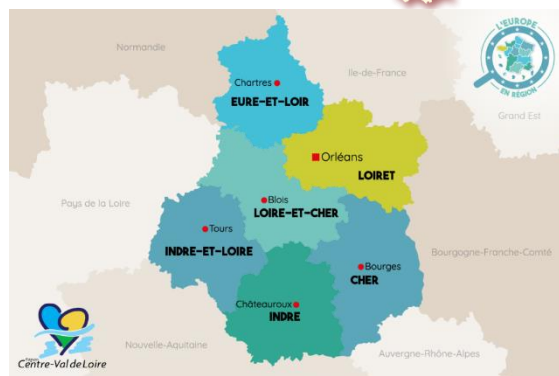 Normandie
L'EUROPE
EN RÉGION
Ile-de-France
Grand Est
Chartres
EURE-ET-LOIR
Orléans
LOIRET
Pays de la Loire
Blois
LOIRE-ET-CHER
Tours
INDRE-ET-LOIRE
Bourgogne-Franche-Comté
Bourges
CHER
Châteauroux
INDRE
Nouvelle-Aquitaine
Auvergne-Rhône-Alpes
Région
Centre-Val de Loire